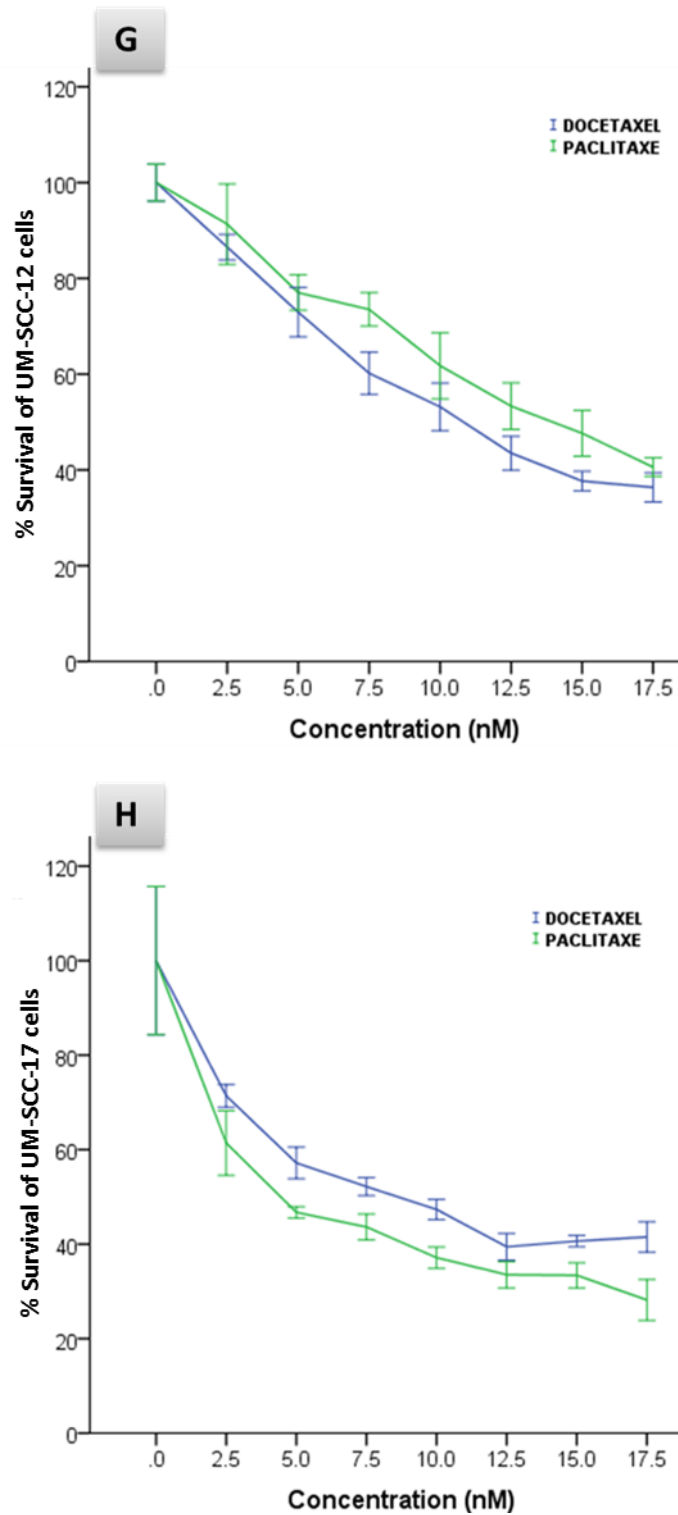 G
120
100
80
60
40
20
0
% Survival of UM-SCC-12 cells
DOCETAXEL
PACLITAXE
.0 2.5 5.0 7.5 10.0 12.5 15.0 17.5
Concentration (nM)
H
120
100
80
60
40
20
0
% Survival of UM-SCC-17 cells
DOCETAXEL
PACLITAXE
.0 2.5 5.0 7.5 10.0 12.5 15.0 17.5
Concentration (nM)